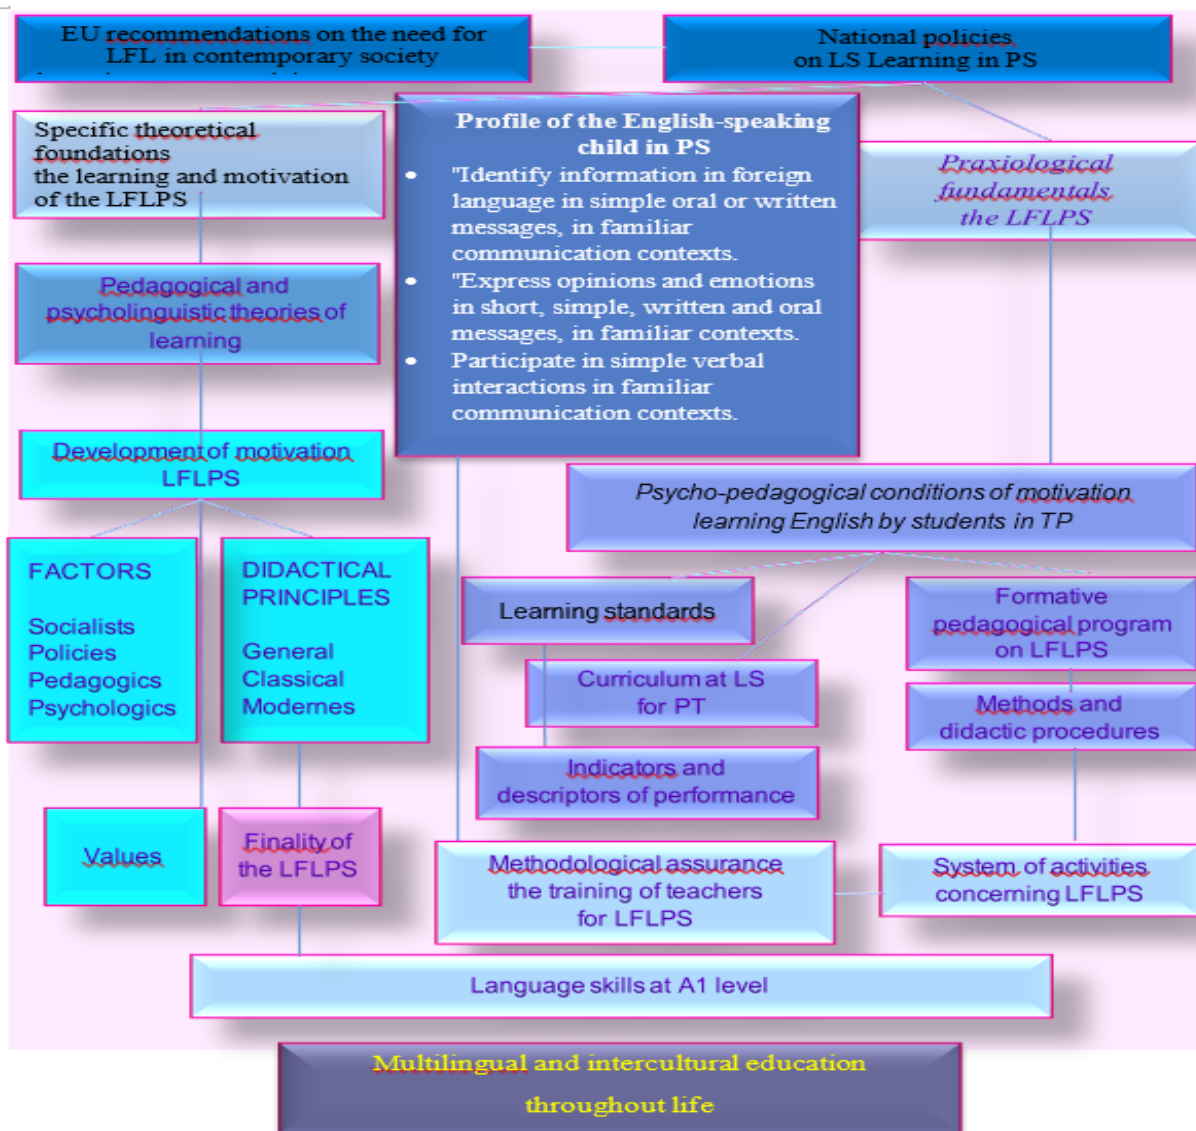 EU recommendations on the need for
LFL in contemporary society
National policies
on LS Learning in PS
Specific theoretical
foundations
the learning and motivation
of the LFLPS
Profile of the English-speaking
child in PS
• "Identify information in foreign
language in simple oral or written
messages, in familiar
communication contexts.
• "Express opinions and emotions
in short, simple, written and oral
messages, in familiar contexts.
• Participate in simple verbal
interactions in familiar
communication contexts.
Praxiological
fundamentals
the LFLPS
Pedagogical and
psycholinguistic theories of
learning
Development of motivation
LFLPS
Psycho-pedagogical conditions of motivation
learning English by students in TP
FACTORS
Socialists
Policies
Pedagogics
Psychologics
DIDACTICAL
PRINCIPLES
General
Classical
Modernes
Learning standards
Formative
pedagogical program
on LFLPS
Curriculum at LS
for PT
Methods and
didactic procedures
Indicators and
descriptors of performance
Values
Finality of
the LFLPS
Methodological assurance
the training of teachers
for LFLPS
System of activities
concerning LFLPS
Language skills at A1 level
Multilingual and intercultural education
throughout life